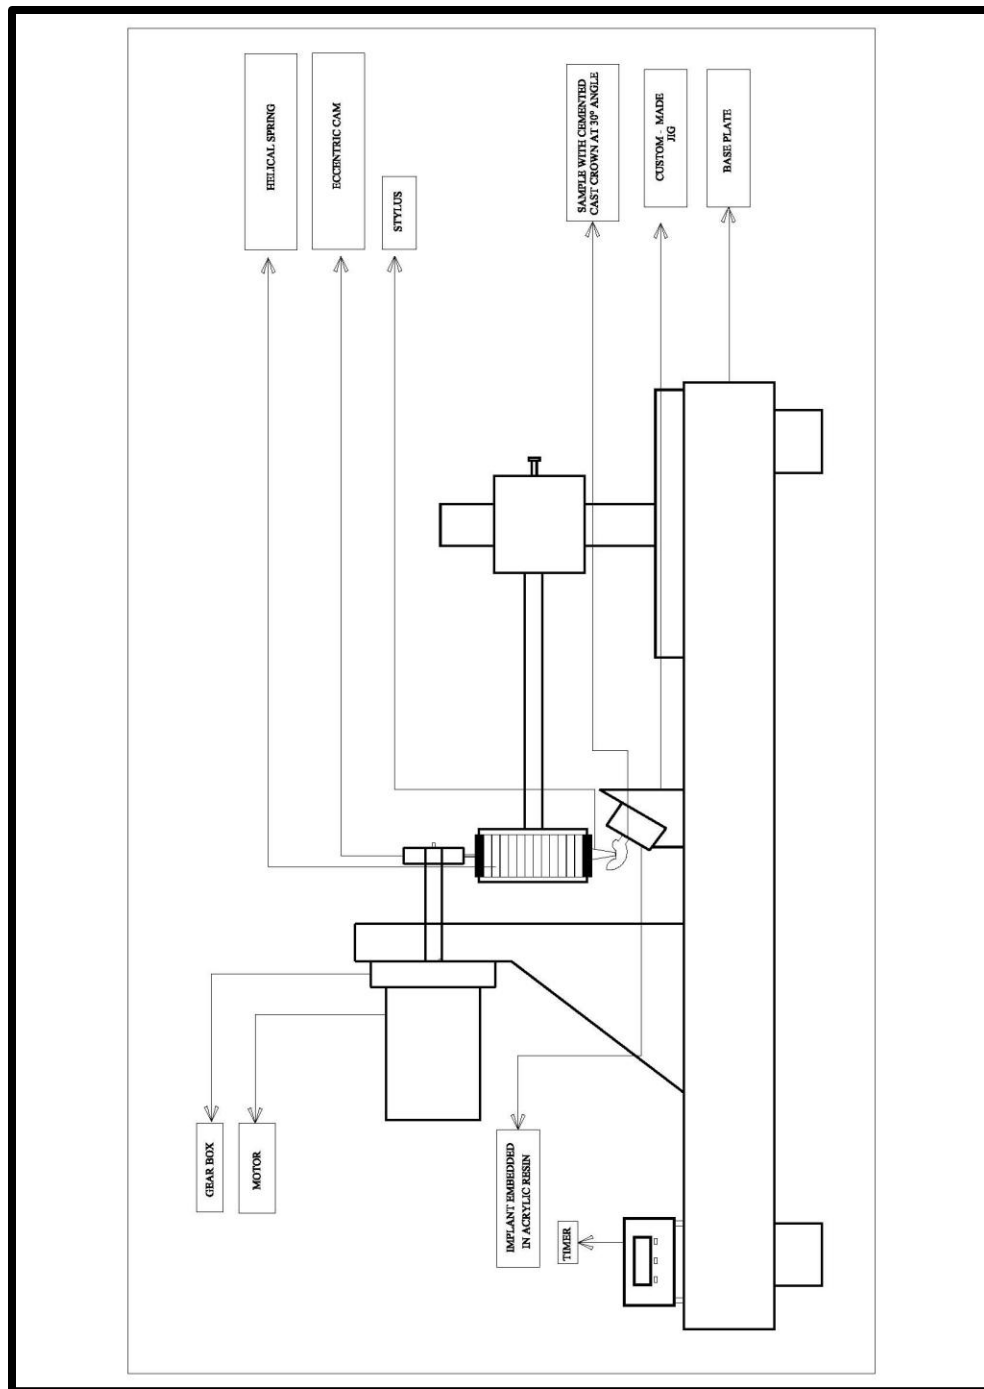 HELICAL SPRING
ECCENTRIC CAM
STYLUS
SAMPLE WITH CEMENTED
CAST CROWN AT 30° ANGLE
CUSTOM - MADE
JIG
BASE PLATE
GEAR BOX
MOTOR
IMPLANT EMBEDDED
IN ACRYLIC RESIN
TIMER